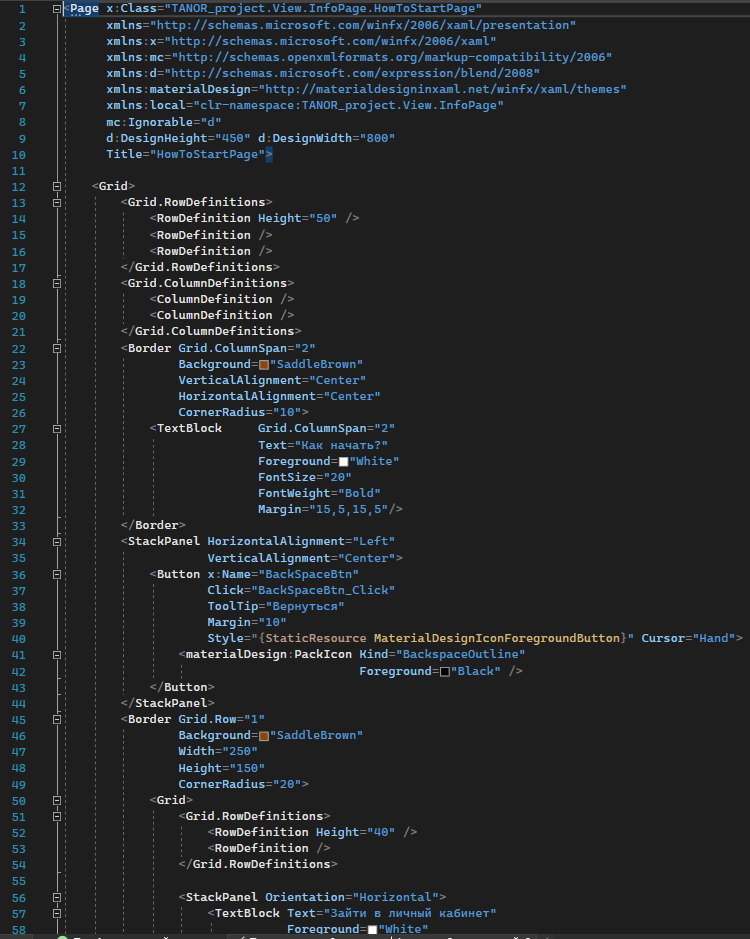 1 <Page x:Class="TANOR_project.View.InfoPage.HowToStartPage"
2 xmlns="http://schemas.microsoft.com/winfx/2006/xaml/presentation"
3 xmlns:x="http://schemas.microsoft.com/winfx/2006/xaml"
4 xmlns:mc="http://schemas.openxmlformats.org/markup-compatibility/2006"
5 xmlns:d="http://schemas.microsoft.com/expression/blend/2008"
6 xmlns:materialDesign="http://materialdesigninxaml.net/winfx/xaml/themes"
7 xmlns:local="clr-namespace:TANOR_project.View.InfoPage"
8 mc:Ignorable="d"
9 d:DesignHeight="450" d:DesignWidth="800"
10 Title="HowToStartPage">
11
12 <Grid>
13 <Grid.RowDefinitions>
14 <RowDefinition Height="50" />
15 <RowDefinition />
16 <RowDefinition />
17 </Grid.RowDefinitions>
18 <Grid.ColumnDefinitions>
19 <ColumnDefinition />
20 <ColumnDefinition />
21 </Grid.ColumnDefinitions>
22 <Border Grid.ColumnSpan="2"
23 Background="SaddleBrown"
24 VerticalAlignment="Center"
25 HorizontalAlignment="Center"
26 CornerRadius="10">
27 <TextBlock Grid.ColumnSpan="2"
28 Text="Как начать?"
29 Foreground="White"
30 FontSize="20"
31 FontWeight="Bold"
32 Margin="15,5,15,5"/>
33 </Border>
34 <StackPanel HorizontalAlignment="Left"
35 VerticalAlignment="Center">
36 <Button x:Name="BackSpaceBtn"
37 Click="BackSpaceBtn_Click"
38 ToolTip="Вернуться"
39 Margin="10"
40 Style="{StaticResource MaterialDesignIconForegroundButton}" Cursor="Hand">
41 <materialDesign:PackIcon Kind="BackspaceOutline"
42 Foreground="Black" />
43 </Button>
44 </StackPanel>
45 <Border Grid.Row="1"
46 Background="SaddleBrown"
47 Width="250"
48 Height="150"
49 CornerRadius="20">
50 <Grid>
51 <Grid.RowDefinitions>
52 <RowDefinition Height="40" />
53 <RowDefinition />
54 </Grid.RowDefinitions>
55
56 <StackPanel Orientation="Horizontal">
57 <TextBlock Text="Зайти в личный кабинет"
58 Foreground="White"